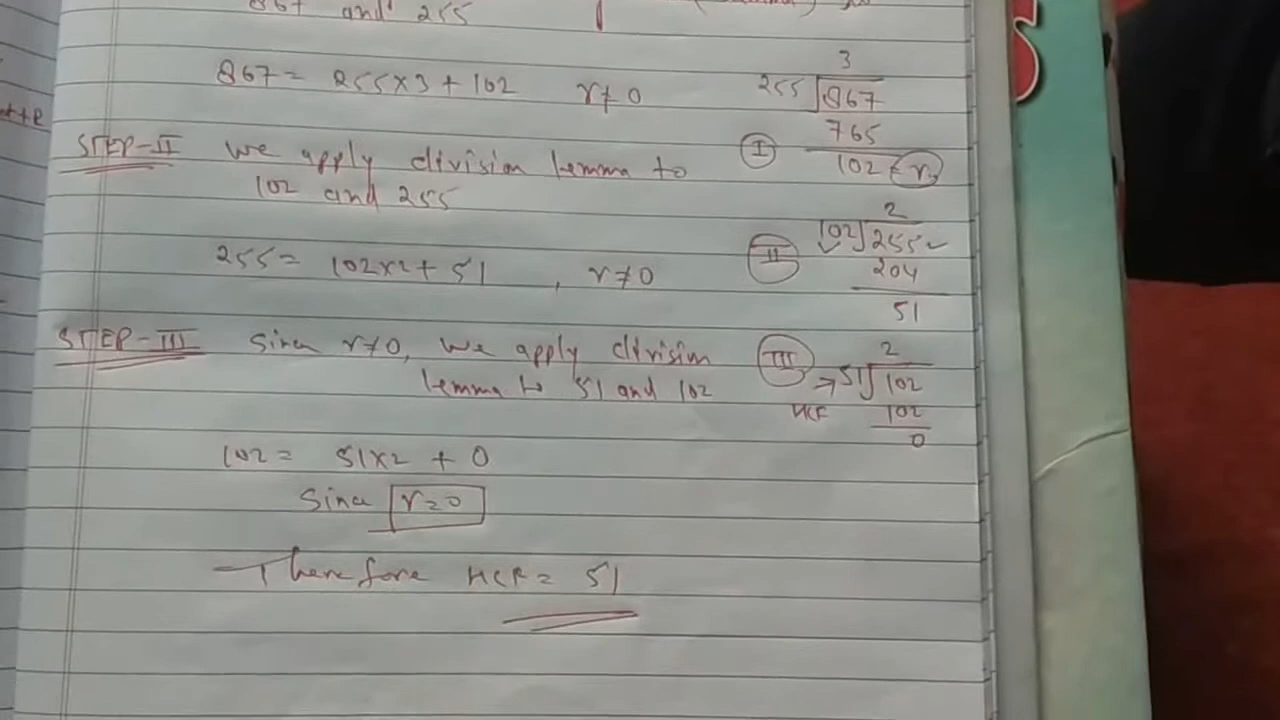 867 and 255
867 = 255×3 + 102 r≠0
STEP-II We apply division lemma to
102 and 255
255 = 102×2 + 51 , r≠0
STEP-III Since r≠0, we apply division
lemma to 51 and 102
102 = 51×2 + 0
Since r=0
Therefore HCF = 51
3
255 867
765
I
102 ← r
2
102 255
II
204
51
2
III
→ 51 102
HCF 102
0